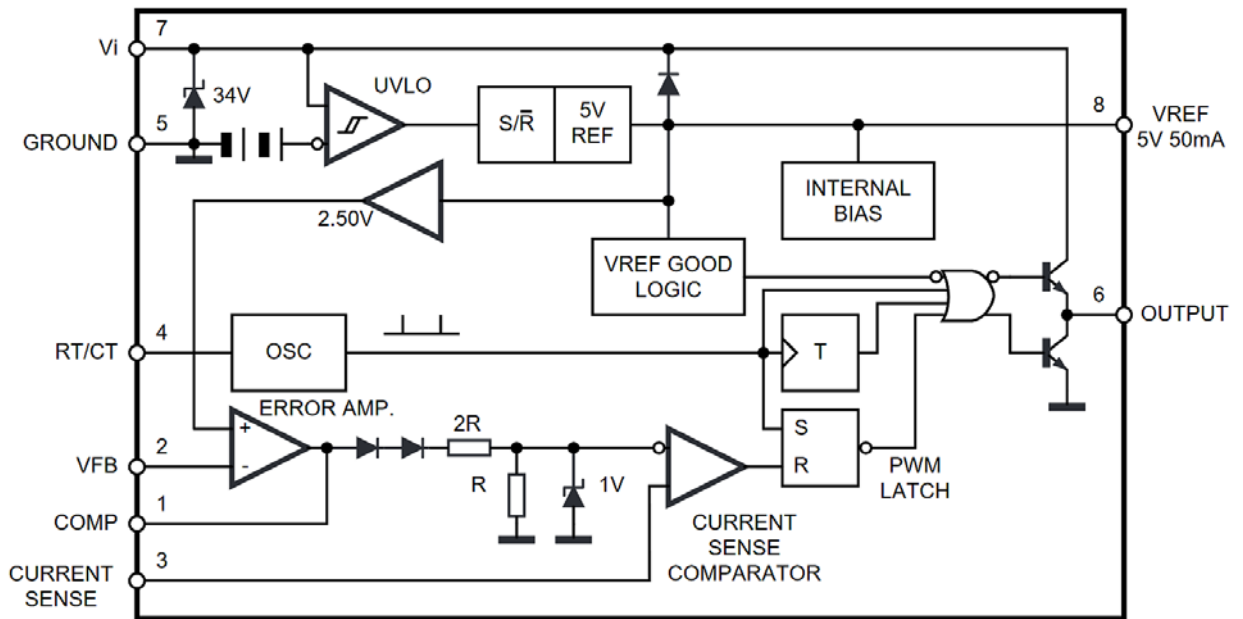 7
Vi
34V
UVLO
S/R̅
5V
REF
8
VREF
5V 50mA
5
GROUND
2.50V
INTERNAL
BIAS
VREF GOOD
LOGIC
6
OUTPUT
4
RT/CT
OSC
T
ERROR AMP.
+
-
2R
S
R
2
VFB
R
1V
PWM
LATCH
1
COMP
CURRENT
SENSE
COMPARATOR
3
CURRENT
SENSE